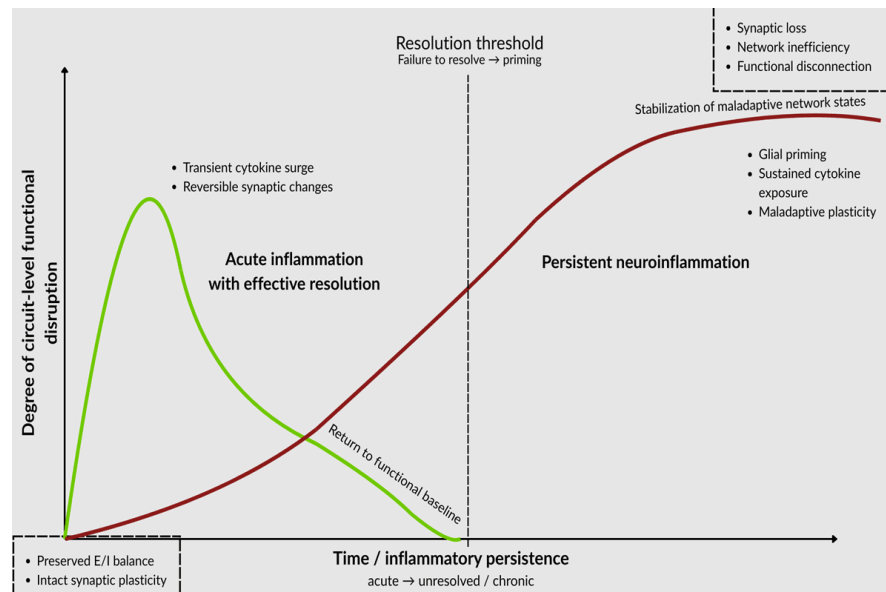 Synaptic loss
Network inefficiency
Functional disconnection
Resolution threshold
Failure to resolve → priming
Stabilization of maladaptive network states
Transient cytokine surge
Reversible synaptic changes
Glial priming
Sustained cytokine
exposure
Maladaptive plasticity
Acute inflammation
with effective resolution
Persistent neuroinflammation
Degree of circuit-level functional
disruption
Return to functional baseline
Preserved E/I balance
Intact synaptic plasticity
Time / inflammatory persistence
acute → unresolved / chronic